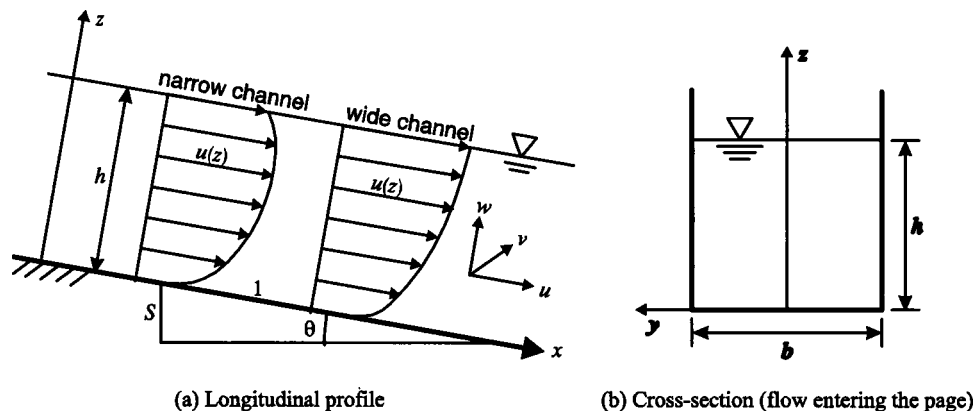 z
narrow channel
wide channel
h
u(z)
u(z)
w
v
u
1
S
θ
x
(a) Longitudinal profile
z
h
y
b
(b) Cross-section (flow entering the page)